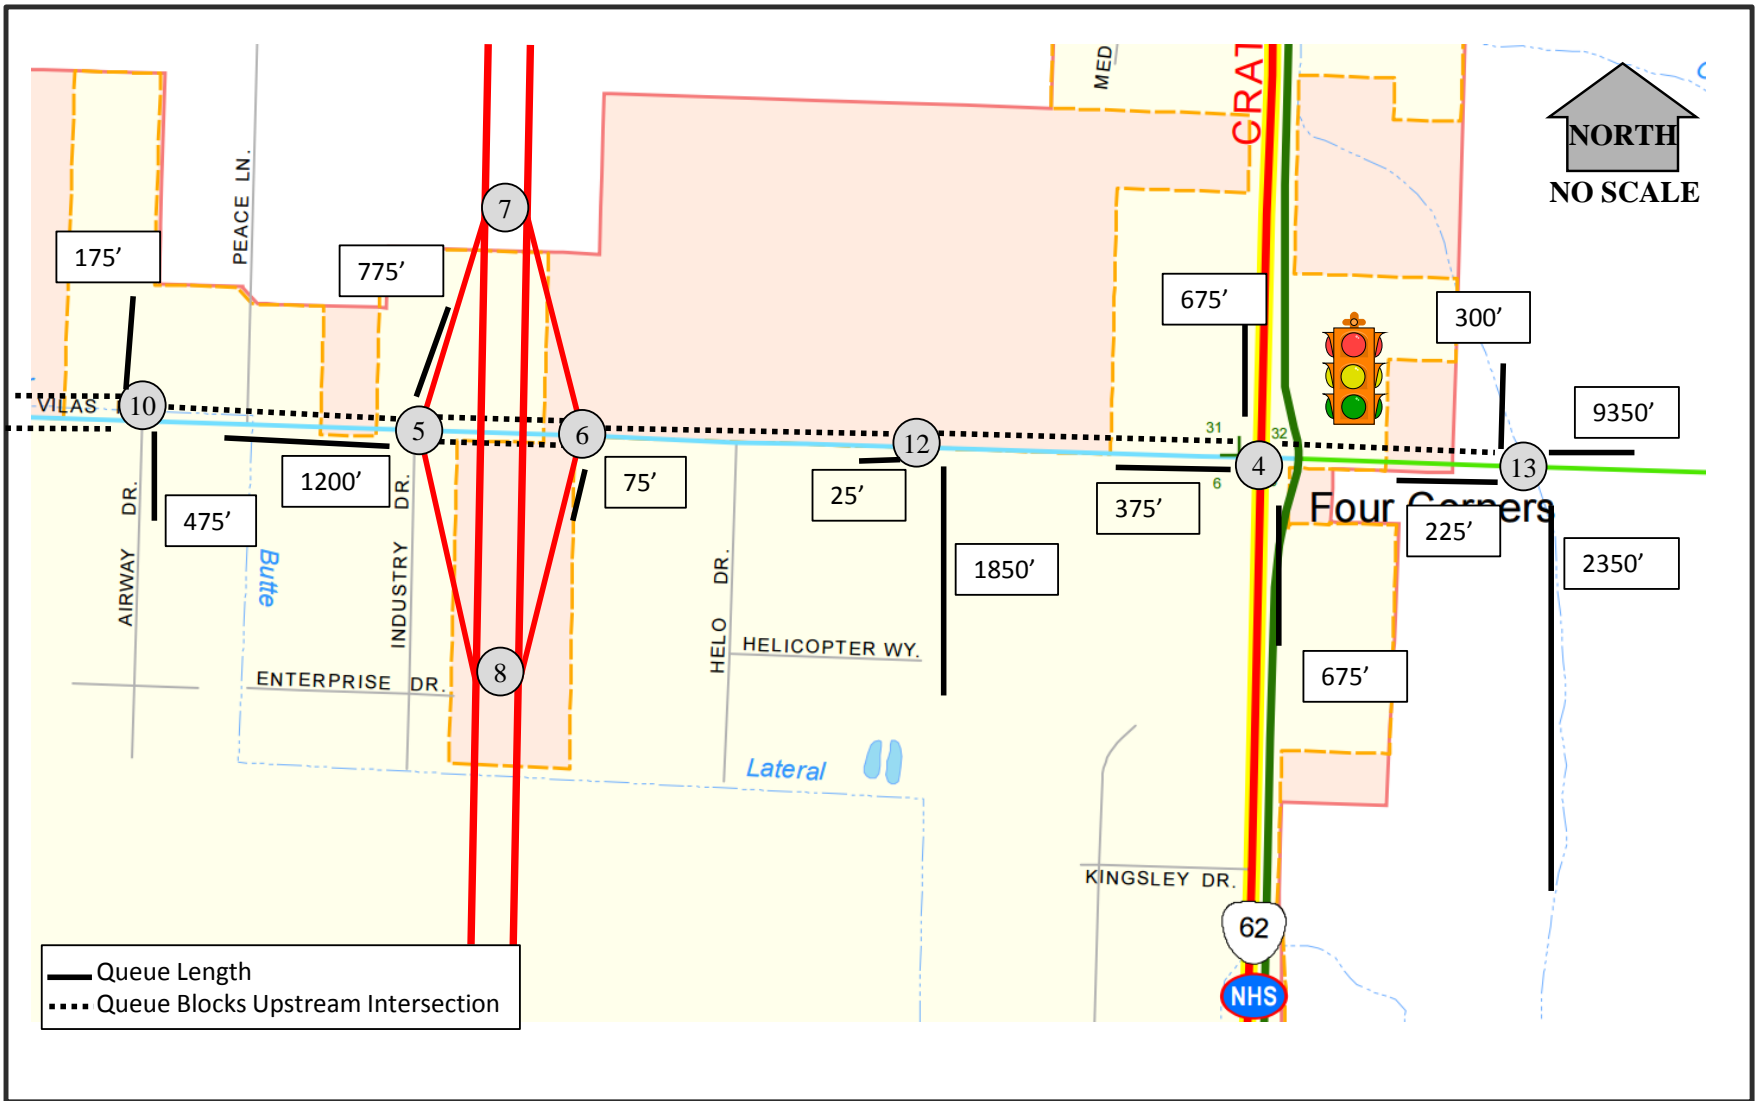 MED
CRAT
NORTH
NO SCALE
PEACE LN.
7
175’
775’
675’
300’
9350’
VILAS
10
5
6
12
31
32
4
6
13
1200’
75’
25’
375’
Four Corners
225’
475’
AIRWAY DR.
Butte
INDUSTRY DR.
HELO DR.
1850’
2350’
HELICOPTER WY.
8
ENTERPRISE DR.
675’
Lateral
KINGSLEY DR.
62
NHS
Queue Length
Queue Blocks Upstream Intersection